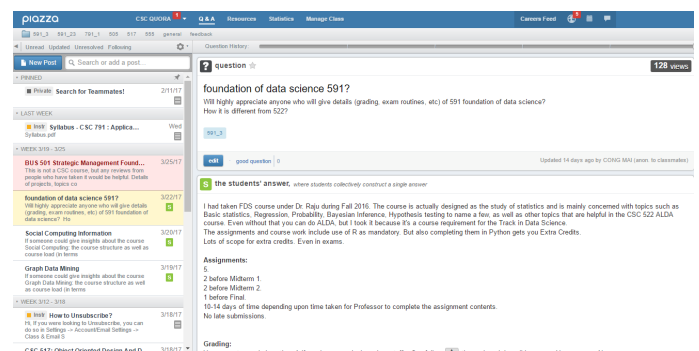 piazza
CSC QUORA 1
Q & A Resources Statistics Manage Class
Careers Feed
591_2 591_23 791_1 505 517 555 general feedback
Unread Updated Unresolved Following
Question History:
New Post
Search or add a post...
PINNED
Private Search for Teammates! 2/11/17
LAST WEEK
Instr Syllabus - CSC 791 : Applica... Wed
Syllabus.pdf
WEEK 3/19 - 3/25
BUS 501 Strategic Management Found... 3/25/17
This is not a CSC course, but any reviews from
people who have taken it would be helpful. Details
of projects, topics co
foundation of data science 591? 3/22/17
Will highly appreciate anyone who will give details
(grading, exam routines, etc) of 591 foundation of
data science? Ho
Social Computing Information 3/20/17
If someone could give insights about the course
Social Computing: the course structure as well as
course load (in terms
Graph Data Mining 3/19/17
If someone could give insights about the course
Graph Data Mining: the course structure as well
as course load (in terms
WEEK 3/12 - 3/18
Instr How to Unsubscribe? 3/18/17
Hi, If you were looking to Unsubscribe, you can
do so in Settings -> Account/Email Settings ->
Class & Email S
CSC 517: Object Oriented Design And D 3/18/17
? question
128 views
foundation of data science 591?
Will highly appreciate anyone who will give details (grading, exam routines, etc) of 591 foundation of data science?
How it is different from 522?
591_3
edit good question 0
Updated 14 days ago by CONG MAI (anon. to classmates)
S the students' answer, where students collectively construct a single answer
I had taken FDS course under Dr. Raju during Fall 2016. The course is actually designed as the study of statistics and is mainly concerned with topics such as
Basic statistics. Regression, Probability, Bayesian Inference, Hypothesis testing to name a few, as well as other topics that are helpful in the CSC 522 ALDA
course. Even without that you can do ALDA, but I took it because it's a course requirement for the Track in Data Science.
The assignments and course work include use of R as mandatory. But also completing them in Python gets you Extra Credits.
Lots of scope for extra credits. Even in exams.
Assignments:
5.
2 before Midterm 1.
2 before Midterm 2.
1 before Final.
10-14 days of time depending upon time taken for Professor to complete the assignment contents.
No late submissions.
Grading: